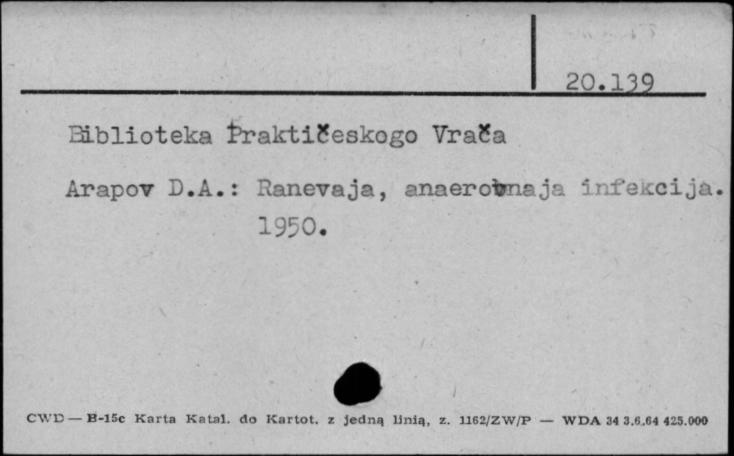 20.139
Biblioteka Praktičeskogo Vrača
Arapov D.A.: Ranevaja, anaerobnaja infekcija.
1950.
CWD — B-15c Karta Katal. do Kartot. z jedną linią, z. 1162/ZW/P — WDA 34 3.6.64 425.000